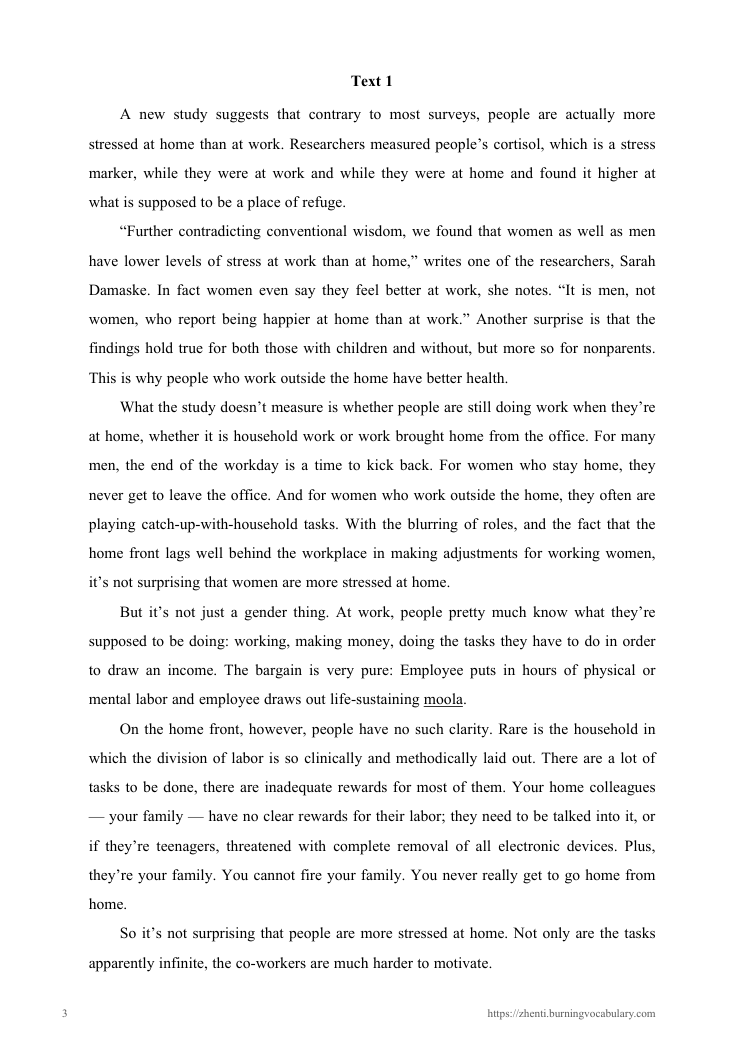 Text 1
A new study suggests that contrary to most surveys, people are actually more
stressed at home than at work. Researchers measured people’s cortisol, which is a stress
marker, while they were at work and while they were at home and found it higher at
what is supposed to be a place of refuge.
“Further contradicting conventional wisdom, we found that women as well as men
have lower levels of stress at work than at home,” writes one of the researchers, Sarah
Damaske. In fact women even say they feel better at work, she notes. “It is men, not
women, who report being happier at home than at work.” Another surprise is that the
findings hold true for both those with children and without, but more so for nonparents.
This is why people who work outside the home have better health.
What the study doesn’t measure is whether people are still doing work when they’re
at home, whether it is household work or work brought home from the office. For many
men, the end of the workday is a time to kick back. For women who stay home, they
never get to leave the office. And for women who work outside the home, they often are
playing catch-up-with-household tasks. With the blurring of roles, and the fact that the
home front lags well behind the workplace in making adjustments for working women,
it’s not surprising that women are more stressed at home.
But it’s not just a gender thing. At work, people pretty much know what they’re
supposed to be doing: working, making money, doing the tasks they have to do in order
to draw an income. The bargain is very pure: Employee puts in hours of physical or
mental labor and employee draws out life-sustaining moola.
On the home front, however, people have no such clarity. Rare is the household in
which the division of labor is so clinically and methodically laid out. There are a lot of
tasks to be done, there are inadequate rewards for most of them. Your home colleagues
— your family — have no clear rewards for their labor; they need to be talked into it, or
if they’re teenagers, threatened with complete removal of all electronic devices. Plus,
they’re your family. You cannot fire your family. You never really get to go home from
home.
So it’s not surprising that people are more stressed at home. Not only are the tasks
apparently infinite, the co-workers are much harder to motivate.
3
https://zhenti.burningvocabulary.com